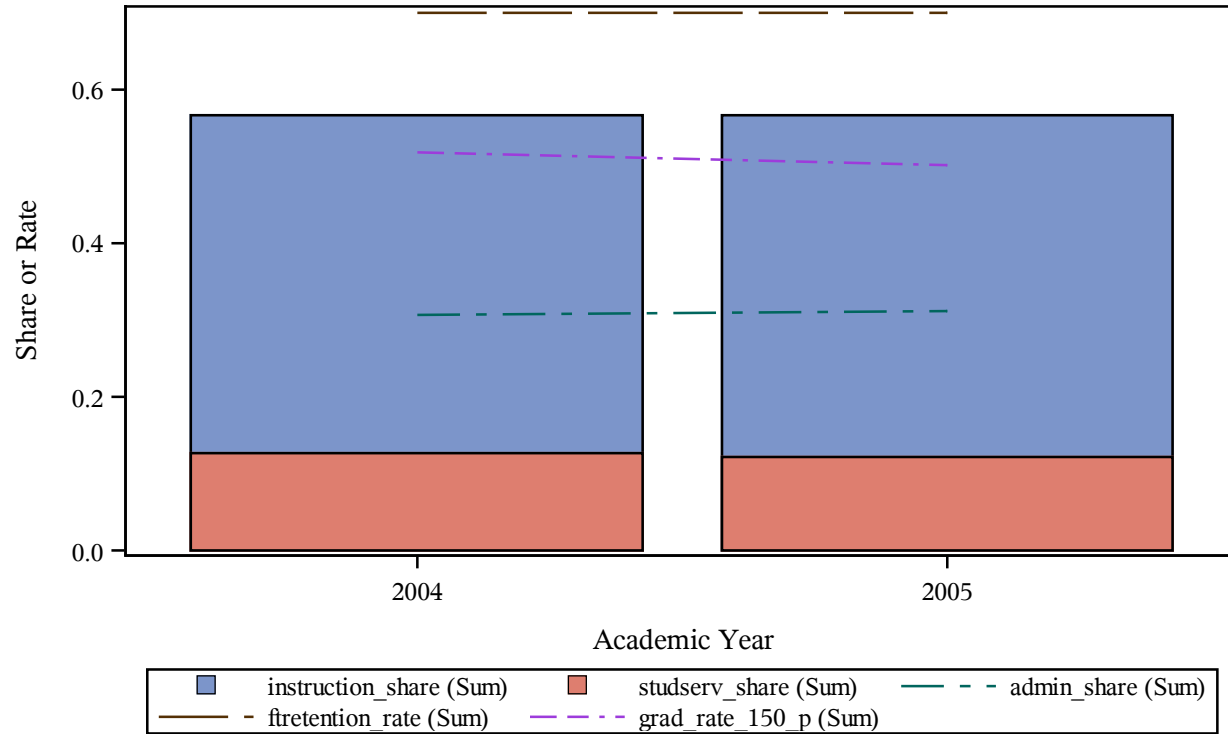 0.6
0.4
0.2
0.0
Share or Rate
2004 2005
Academic Year
instruction_share (Sum) studserv_share (Sum) admin_share (Sum)
ftretention_rate (Sum) grad_rate_150_p (Sum)